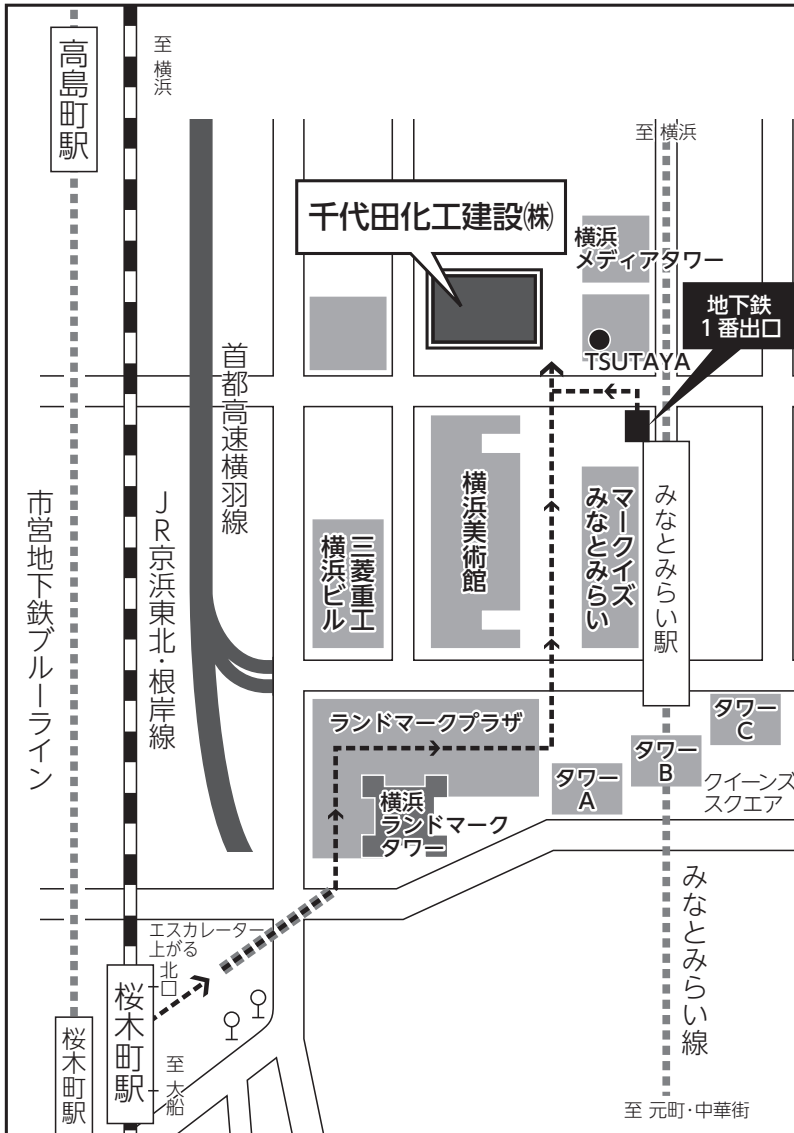 高島町駅
至 横浜
至 横浜
千代田化工建設㈱
横浜
メディアタワー
地下鉄
1番出口
TSUTAYA
首都高速横羽線
市営地下鉄ブルーライン
JR京浜東北・根岸線
三菱重工
横浜ビル
横浜美術館
マークイズ
みなとみらい
みなとみらい駅
ランドマークプラザ
タワー
C
タワー
B
タワー
A
クイーンズ
スクエア
横浜
ランドマーク
タワー
みなとみらい線
エスカレーター
上がる
北口
桜木町駅
桜木町駅
至 大船
至 元町・中華街